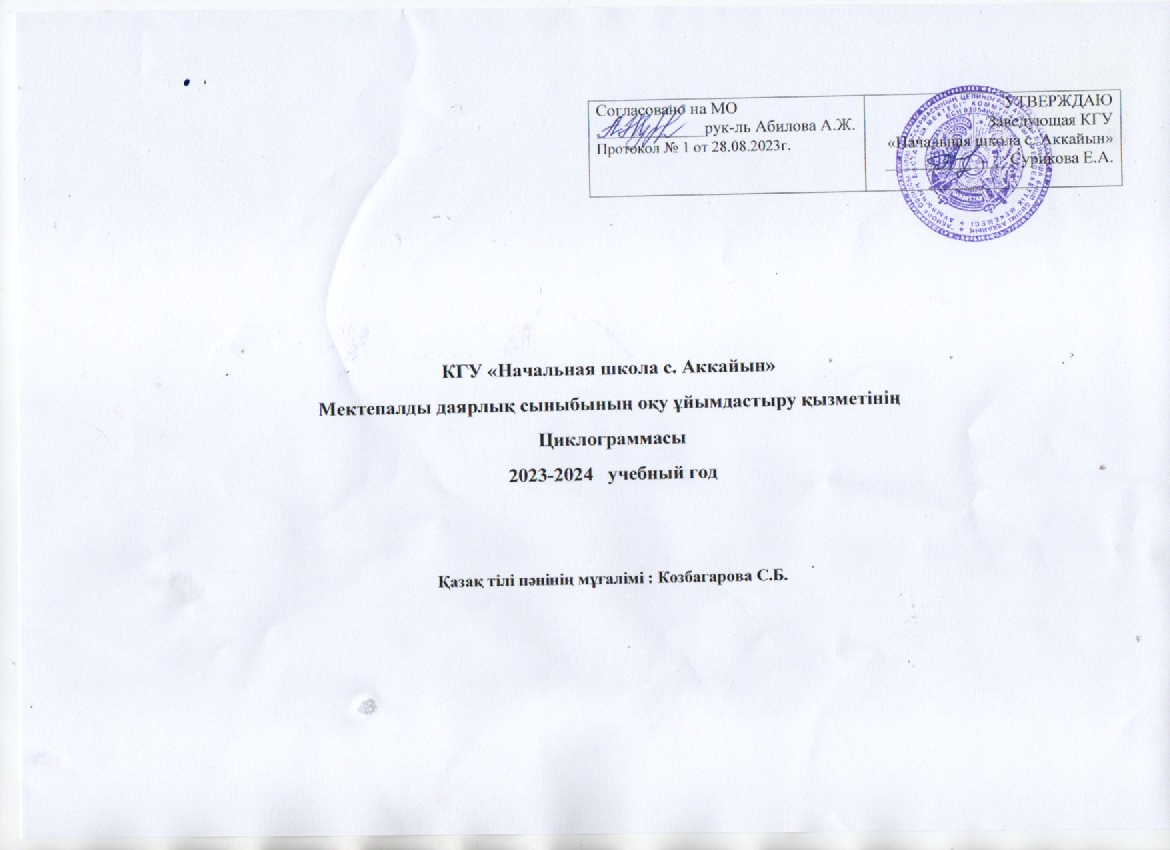 Согласовано на МО
рук-ль Абилова А.Ж.
Протокол № 1 от 28.08.2023г.
УТВЕРЖДАЮ
Заведующая КГУ
«Начальная школа с. Аккайын»
Сурикова Е.А.
КГУ «Начальная школа с. Аккайын»
Мектепалды даярлық сыныбының оқу ұйымдастыру қызметінің
Циклограммасы
2023-2024 учебный год
Қазақ тілі пәнінің мұғалімі : Козбагарова С.Б.